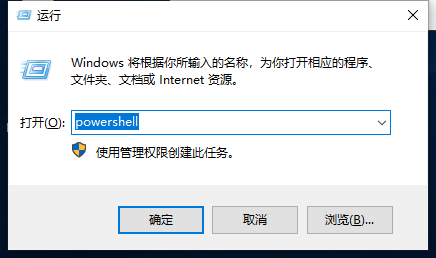 运行
Windows 将根据你所输入的名称，为你打开相应的程序、
文件夹、文档或 Internet 资源。
打开(O): powershell
使用管理权限创建此任务。
确定 取消 浏览(B)...